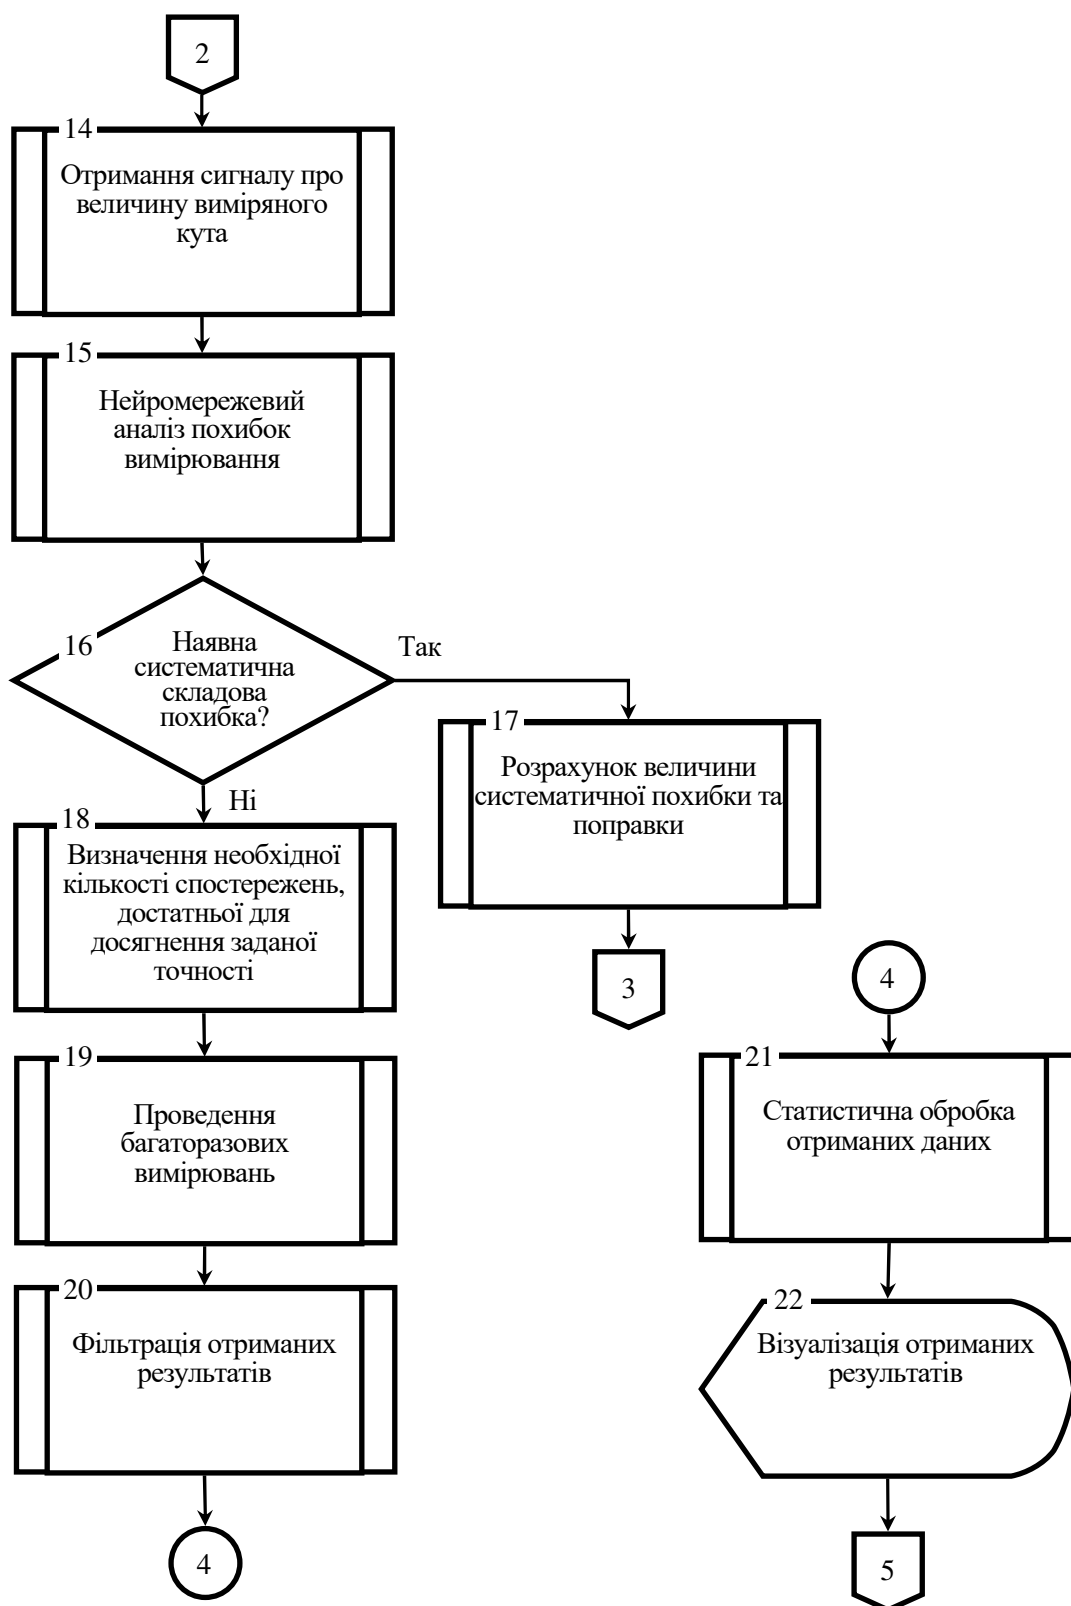 2
14
Отримання сигналу про
величину виміряного
кута
15
Нейромережевий
аналіз похибок
вимірювання
16
Наявна
систематична
складова
похибка?
Так
Ні
17
Розрахунок величини
систематичної похибки та
поправки
3
18
Визначення необхідної
кількості спостережень,
достатньої для
досягнення заданої
точності
19
Проведення
багаторазових
вимірювань
20
Фільтрація отриманих
результатів
4
4
21
Статистична обробка
отриманих даних
22
Візуалізація отриманих
результатів
5